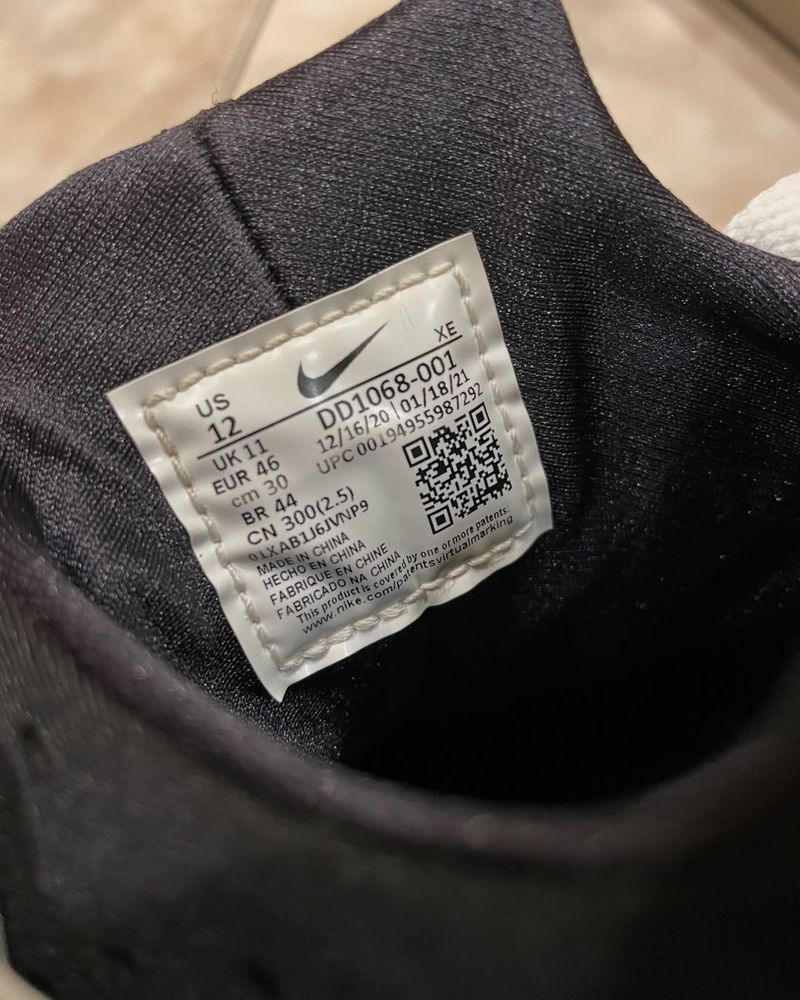 XE
US
12
DD1068-001
12/16/20 | 01/18/21
UPC 00194955987292
UK 11
EUR 46
cm 30
BR 44
CN 300(2.5)
01XAB1J6JVNP9
MADE IN CHINA
HECHO EN CHINA
FABRIQUE EN CHINE
FABRICADO NA CHINA
This product is covered by one or more patents:
www.nike.com/patentsvirtualmarking